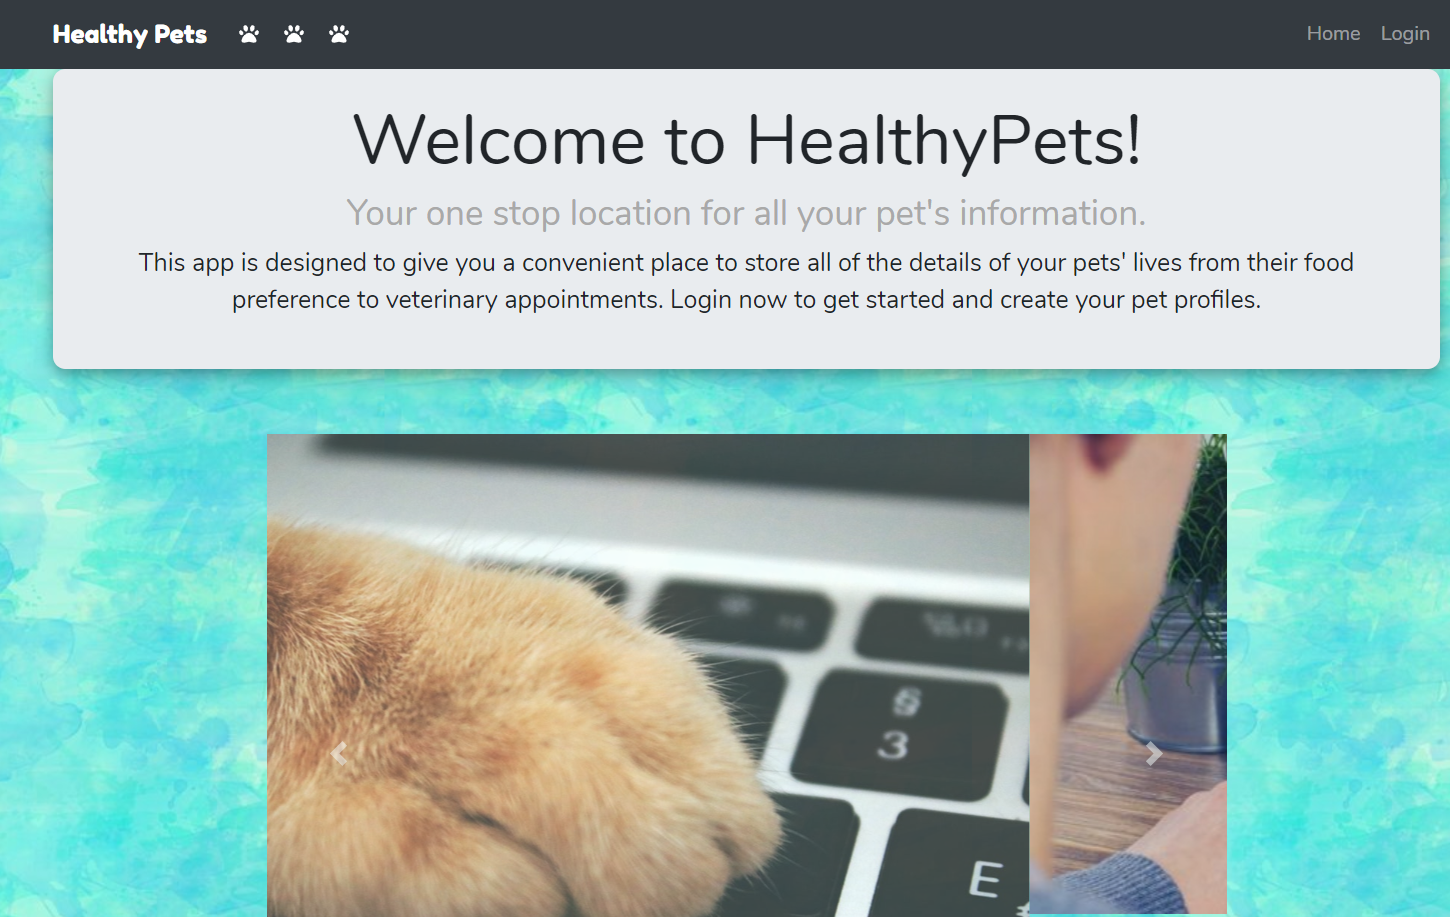 Healthy Pets
Home Login
Welcome to HealthyPets!
Your one stop location for all your pet's information.
This app is designed to give you a convenient place to store all of the details of your pets' lives from their food
preference to veterinary appointments. Login now to get started and create your pet profiles.
§
3
E